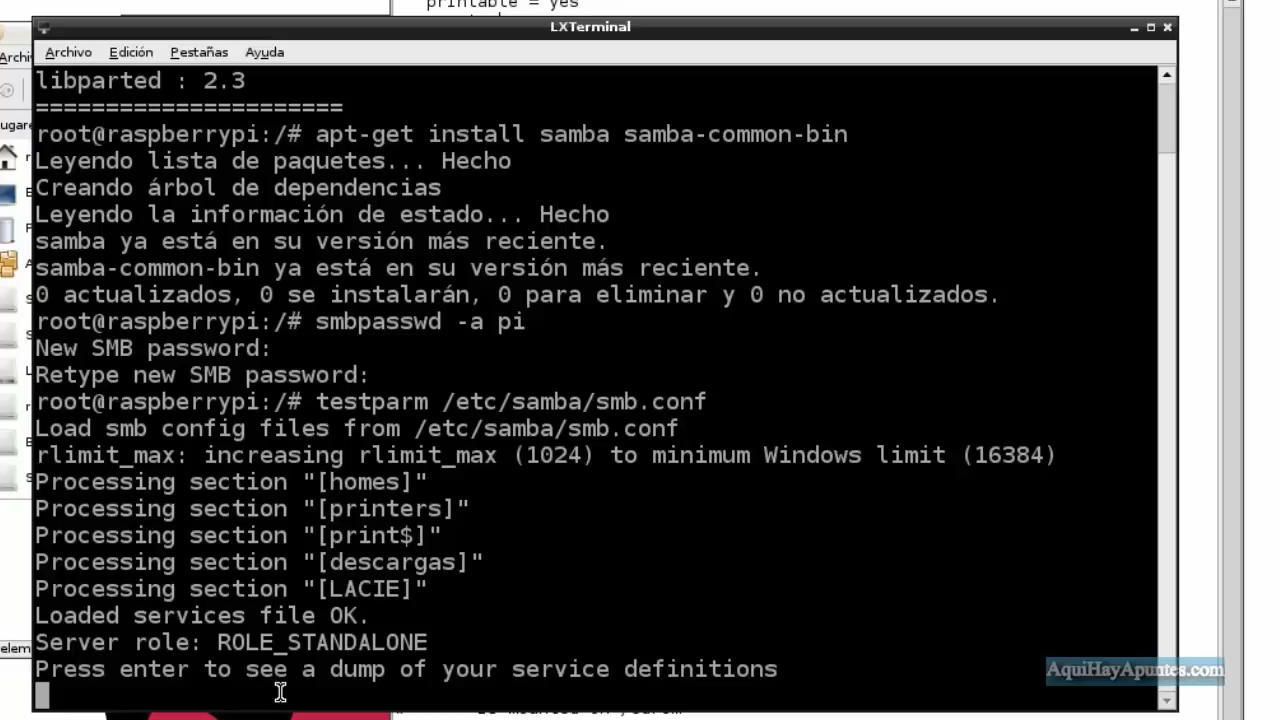 printable = yes
LXTerminal
Archivo Edición Pestañas Ayuda
libparted : 2.3
======================
root@raspberrypi:/# apt-get install samba samba-common-bin
Leyendo lista de paquetes... Hecho
Creando árbol de dependencias
Leyendo la información de estado... Hecho
samba ya está en su versión más reciente.
samba-common-bin ya está en su versión más reciente.
0 actualizados, 0 se instalarán, 0 para eliminar y 0 no actualizados.
root@raspberrypi:/# smbpasswd -a pi
New SMB password:
Retype new SMB password:
root@raspberrypi:/# testparm /etc/samba/smb.conf
Load smb config files from /etc/samba/smb.conf
rlimit_max: increasing rlimit_max (1024) to minimum Windows limit (16384)
Processing section "[homes]"
Processing section "[printers]"
Processing section "[print$]"
Processing section "[descargas]"
Processing section "[LACIE]"
Loaded services file OK.
Server role: ROLE_STANDALONE
Press enter to see a dump of your service definitions
AquiHayApuntes.com